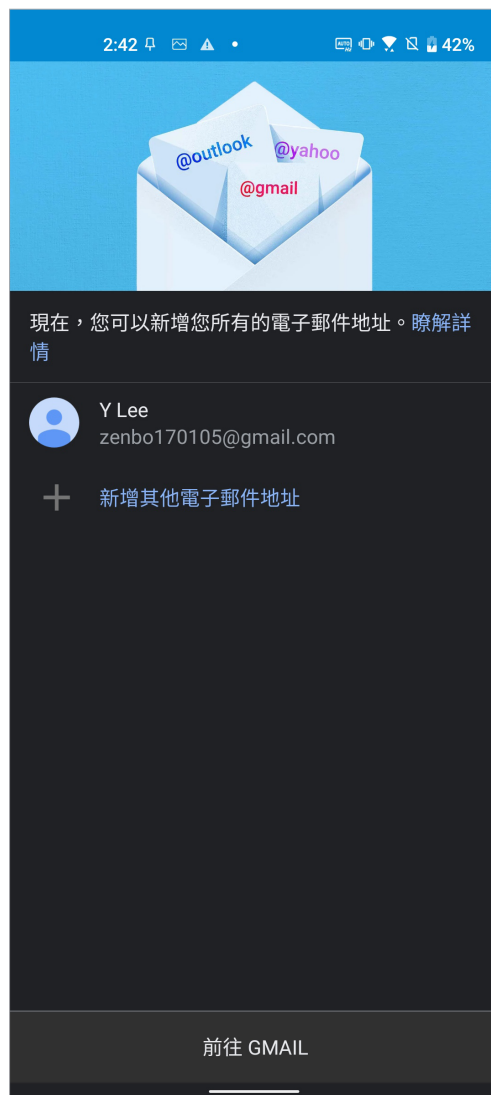 2:42
AUTO
42%
@outlook
@yahoo
@gmail
現在，您可以新增您所有的電子郵件地址。瞭解詳
情
Y Lee
zenbo170105@gmail.com
新增其他電子郵件地址
前往 GMAIL